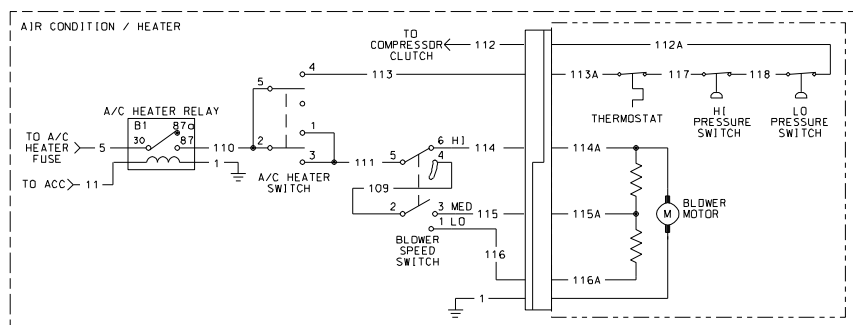 AIR CONDITION / HEATER
TO
COMPRESSOR
CLUTCH
112
112A
4
113
113A
117
118
5
THERMOSTAT
HI
PRESSURE
SWITCH
LO
PRESSURE
SWITCH
A/C HEATER RELAY
B1
87a
30
87
TO A/C
HEATER
FUSE
5
110
2
1
3
A/C HEATER
SWITCH
111
5
6 HI
4
114
114A
1
TO ACC
11
109
2
3 MED
115
115A
1 LO
116
BLOWER
SPEED
SWITCH
M
BLOWER
MOTOR
116A
1